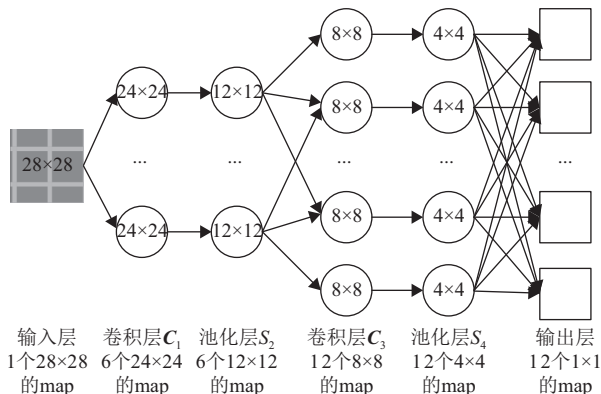 8×8
4×4
24×24
12×12
8×8
4×4
28×28
...
...
...
...
24×24
12×12
8×8
4×4
8×8
4×4
输入层
1个28×28
的map
卷积层C₁
6个24×24
的map
池化层S₂
6个12×12
的map
卷积层C₃
12个8×8
的map
池化层S₄
12个4×4
的map
输出层
12个1×1
的map